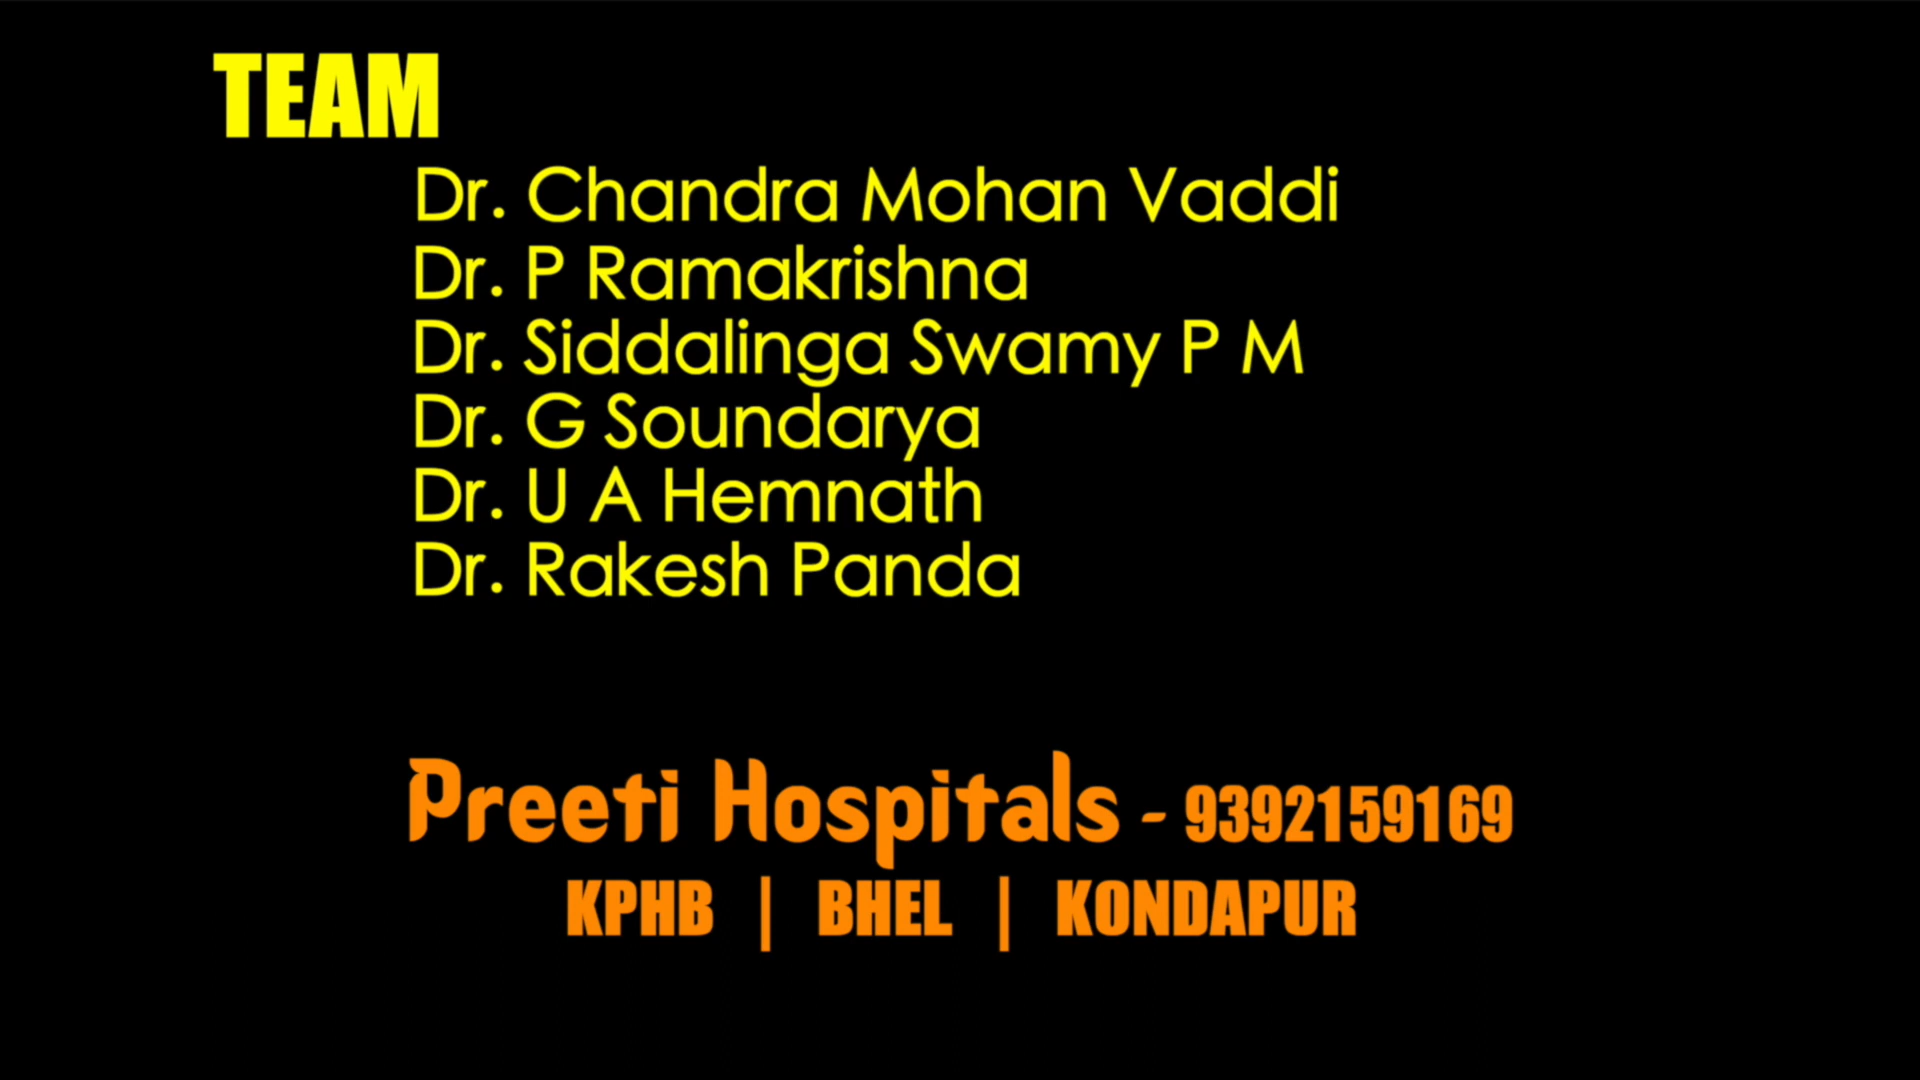 TEAM
Dr. Chandra Mohan Vaddi
Dr. P Ramakrishna
Dr. Siddalinga Swamy P M
Dr. G Soundarya
Dr. U A Hemnath
Dr. Rakesh Panda
Preeti Hospitals - 9392159169
KPHB | BHEL | KONDAPUR